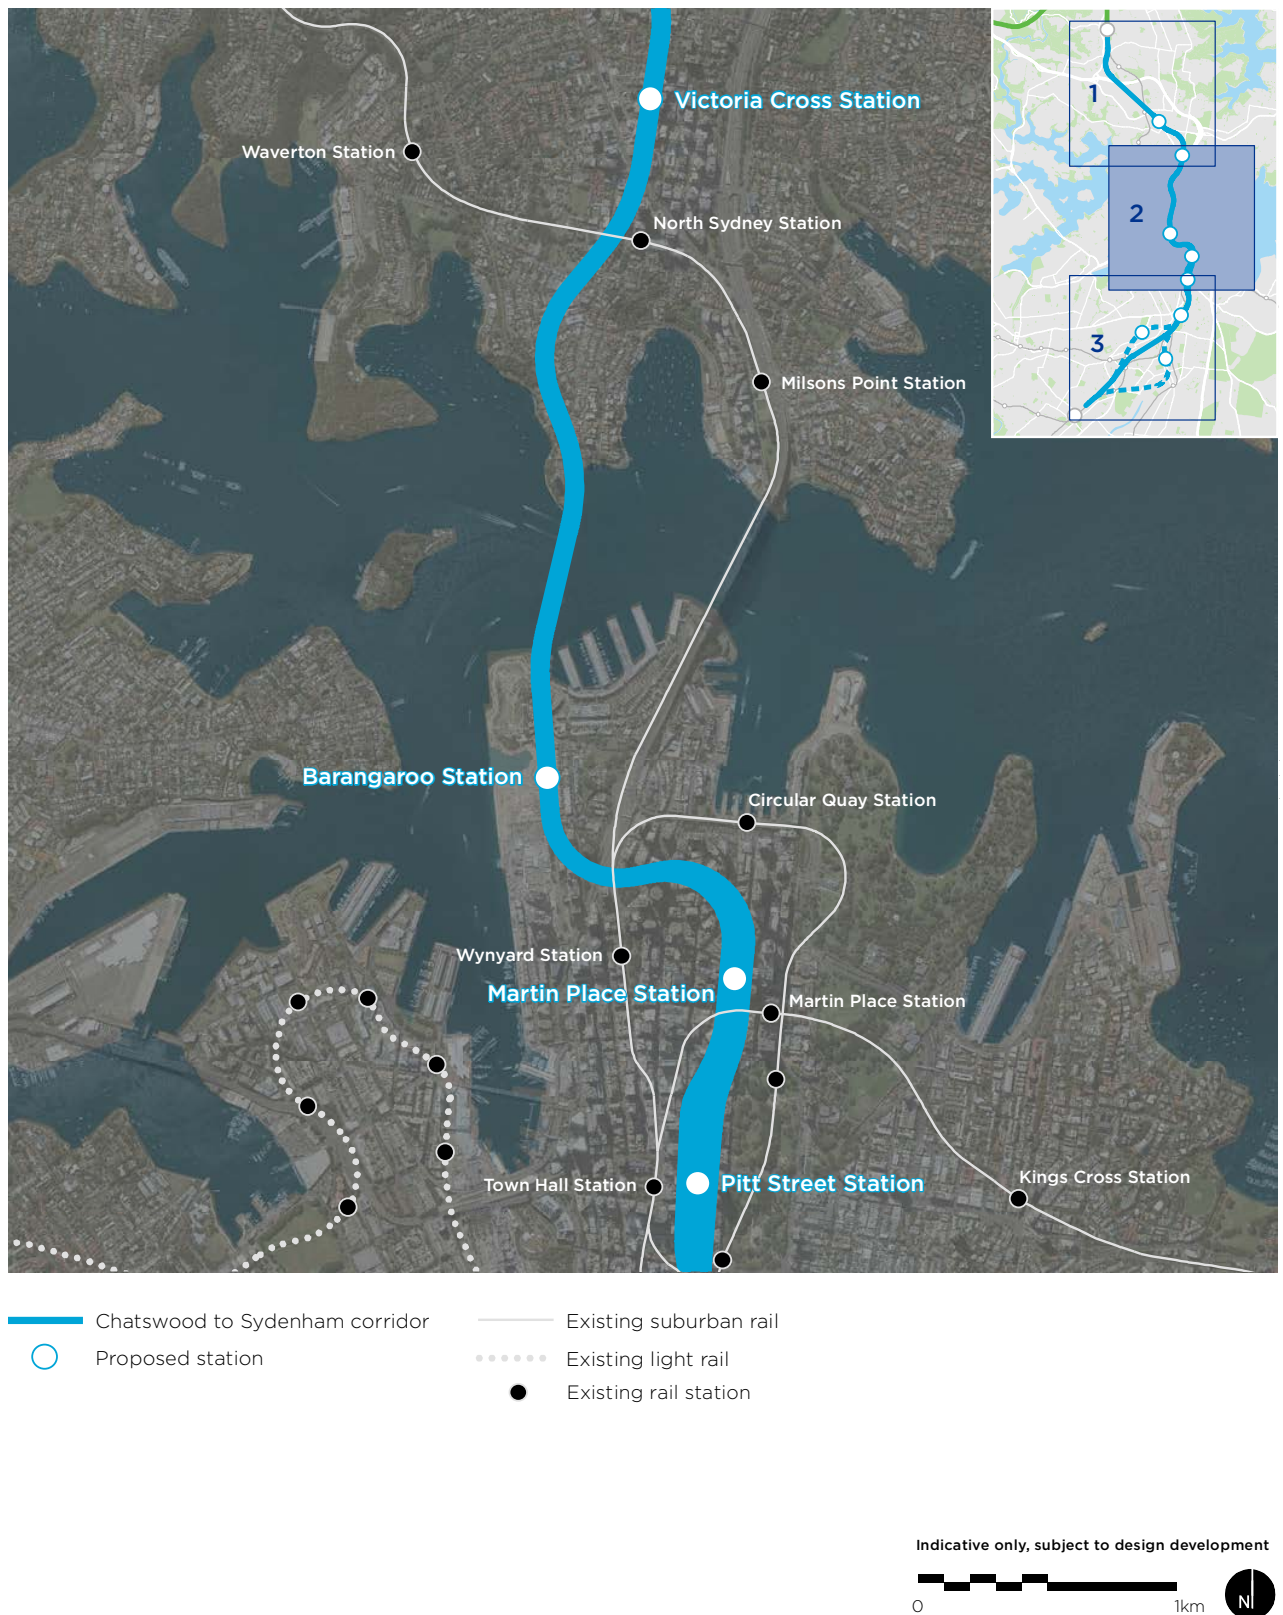 Victoria Cross Station
Waverton Station
North Sydney Station
Milsons Point Station
1
2
3
Barangaroo Station
Circular Quay Station
Wynyard Station
Martin Place Station
Martin Place Station
Town Hall Station
Pitt Street Station
Kings Cross Station
Chatswood to Sydenham corridor
Proposed station
Existing suburban rail
Existing light rail
Existing rail station
Indicative only, subject to design development
0
1km
N